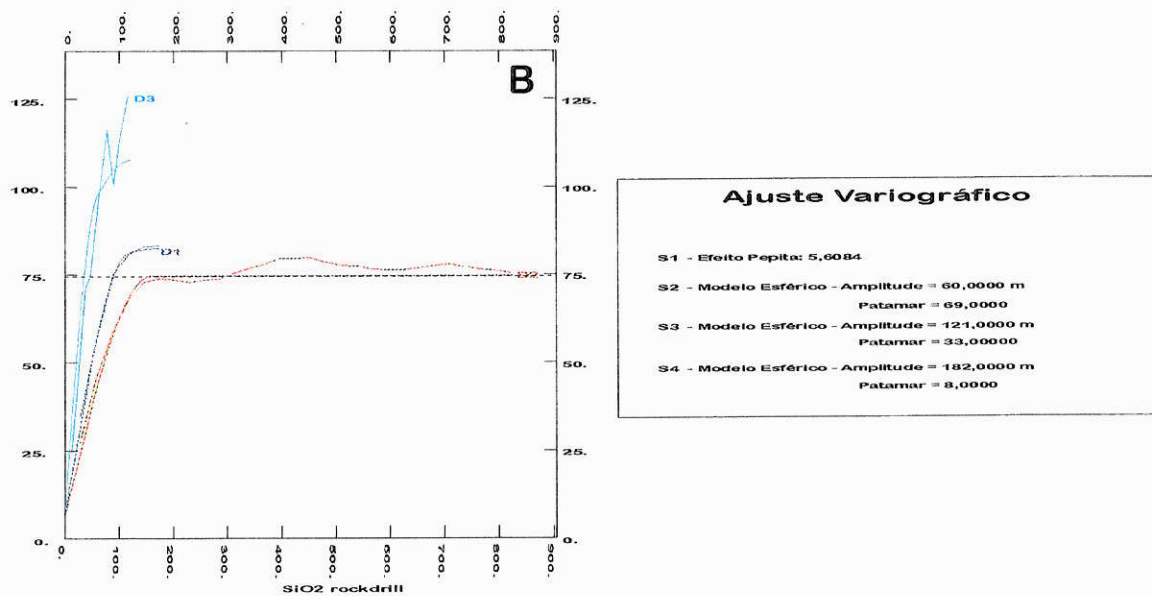 0. 100. 200. 300. 400. 500. 600. 700. 800. 900.
B
125. D3 125.
100. 100.
D1
75. 75.
50. 50.
25. 25.
0. 0.
0. 100. 200. 300. 400. 500. 600. 700. 800. 900.
SiO2 rockdrill
Ajuste Variográfico
S1 - Efeito Pepita: 5,6084
S2 - Modelo Esférico - Amplitude = 60,0000 m
Patamar = 69,0000
S3 - Modelo Esférico - Amplitude = 121,0000 m
Patamar = 33,00000
S4 - Modelo Esférico - Amplitude = 182,0000 m
Patamar = 8,0000